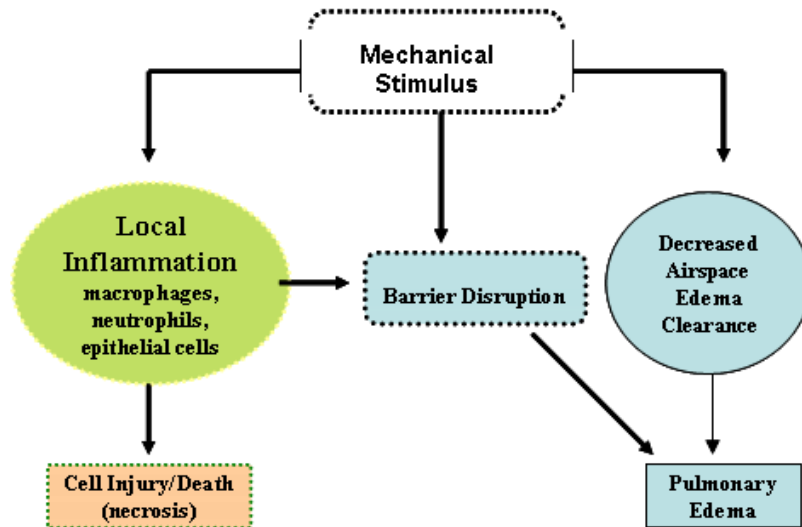 Mechanical
Stimulus
Local
Inflammation
macrophages,
neutrophils,
epithelial cells
Barrier Disruption
Decreased
Airspace
Edema
Clearance
Cell Injury/Death
(necrosis)
Pulmonary
Edema